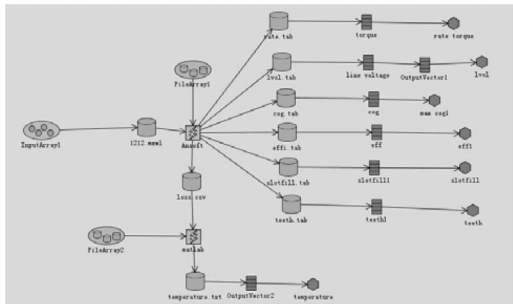 rate.tab torque rate torque
FileArray1 lvol.tab line voltage OutputVector1 lvol
cog.tab cog max cog1
InputArray1 1212.mxwl Ansoft effi.tab eff eff1
slotfill.tab slotfill1 slotfill
loss.csv teeth.tab teeth1 teeth
FileArray2 matlab
temperature.txt OutputVector2 temperature